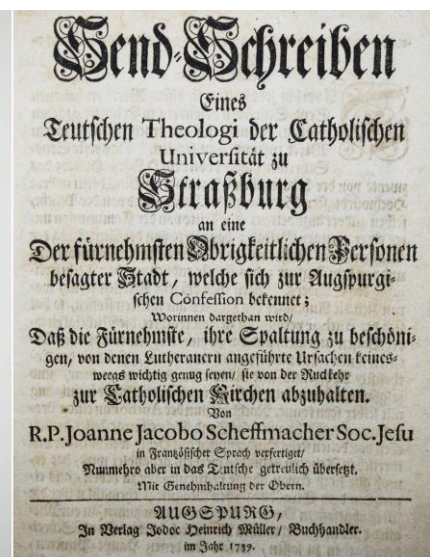 Send-Schreiben
Eines
Teutschen Theologi der Catholischen
Universität zu
Straßburg
an eine
Der fürnehmsten Obrigkeitlichen Personen
besagter Stadt, welche sich zur Augspurgi-
schen Confession bekennet;
Worinnen dargethan wird/
Daß die Fürnehmste, ihre Spaltung zu beschöni-
gen, von denen Lutheranern angeführte Ursachen keines-
weegs wichtig genug seyen/ sie von der Ruckkehr
zur Catholischen Kirchen abzuhalten.
Von
R.P. Joanne Jacobo Scheffmacher Soc. Jesu
in Frantzösischer Sprach verfertiget/
Nunmehro aber in das Teutsche getreulich übersetzt.
Mit Genehmhaltung der Obern.
AUGSPURG,
In Verlag Jodoc Heinrich Müller/ Buchhandler.
im Jahr 1739.